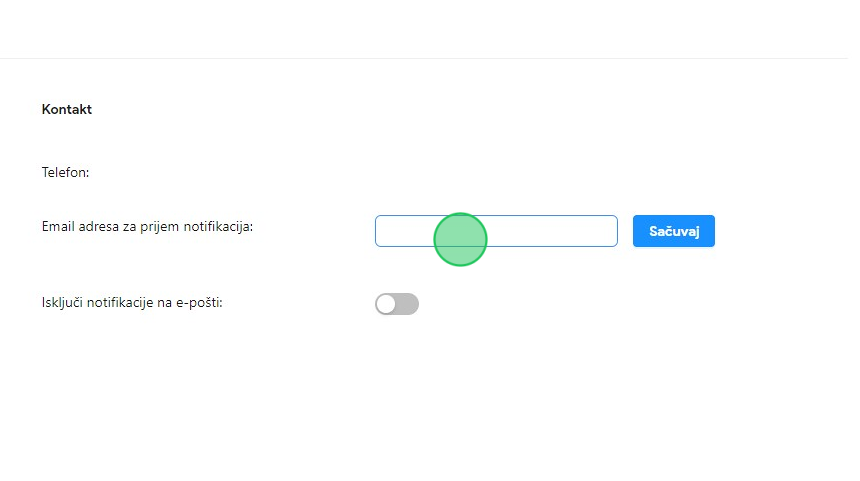 Kontakt
Telefon:
Email adresa za prijem notifikacija:
Sačuvaj
Isključi notifikacije na e-pošti: